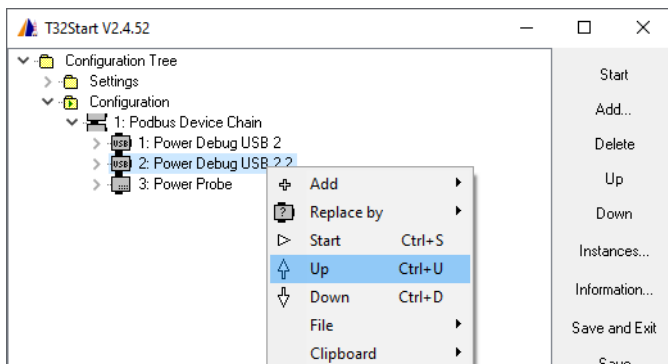 T32Start V2.4.52
Configuration Tree
Settings
Configuration
1: Podbus Device Chain
1: Power Debug USB 2
2: Power Debug USB 2 2
3: Power Probe
Add
Replace by
Start Ctrl+S
Up Ctrl+U
Down Ctrl+D
File
Clipboard
Start
Add...
Delete
Up
Down
Instances...
Information...
Save and Exit
Save